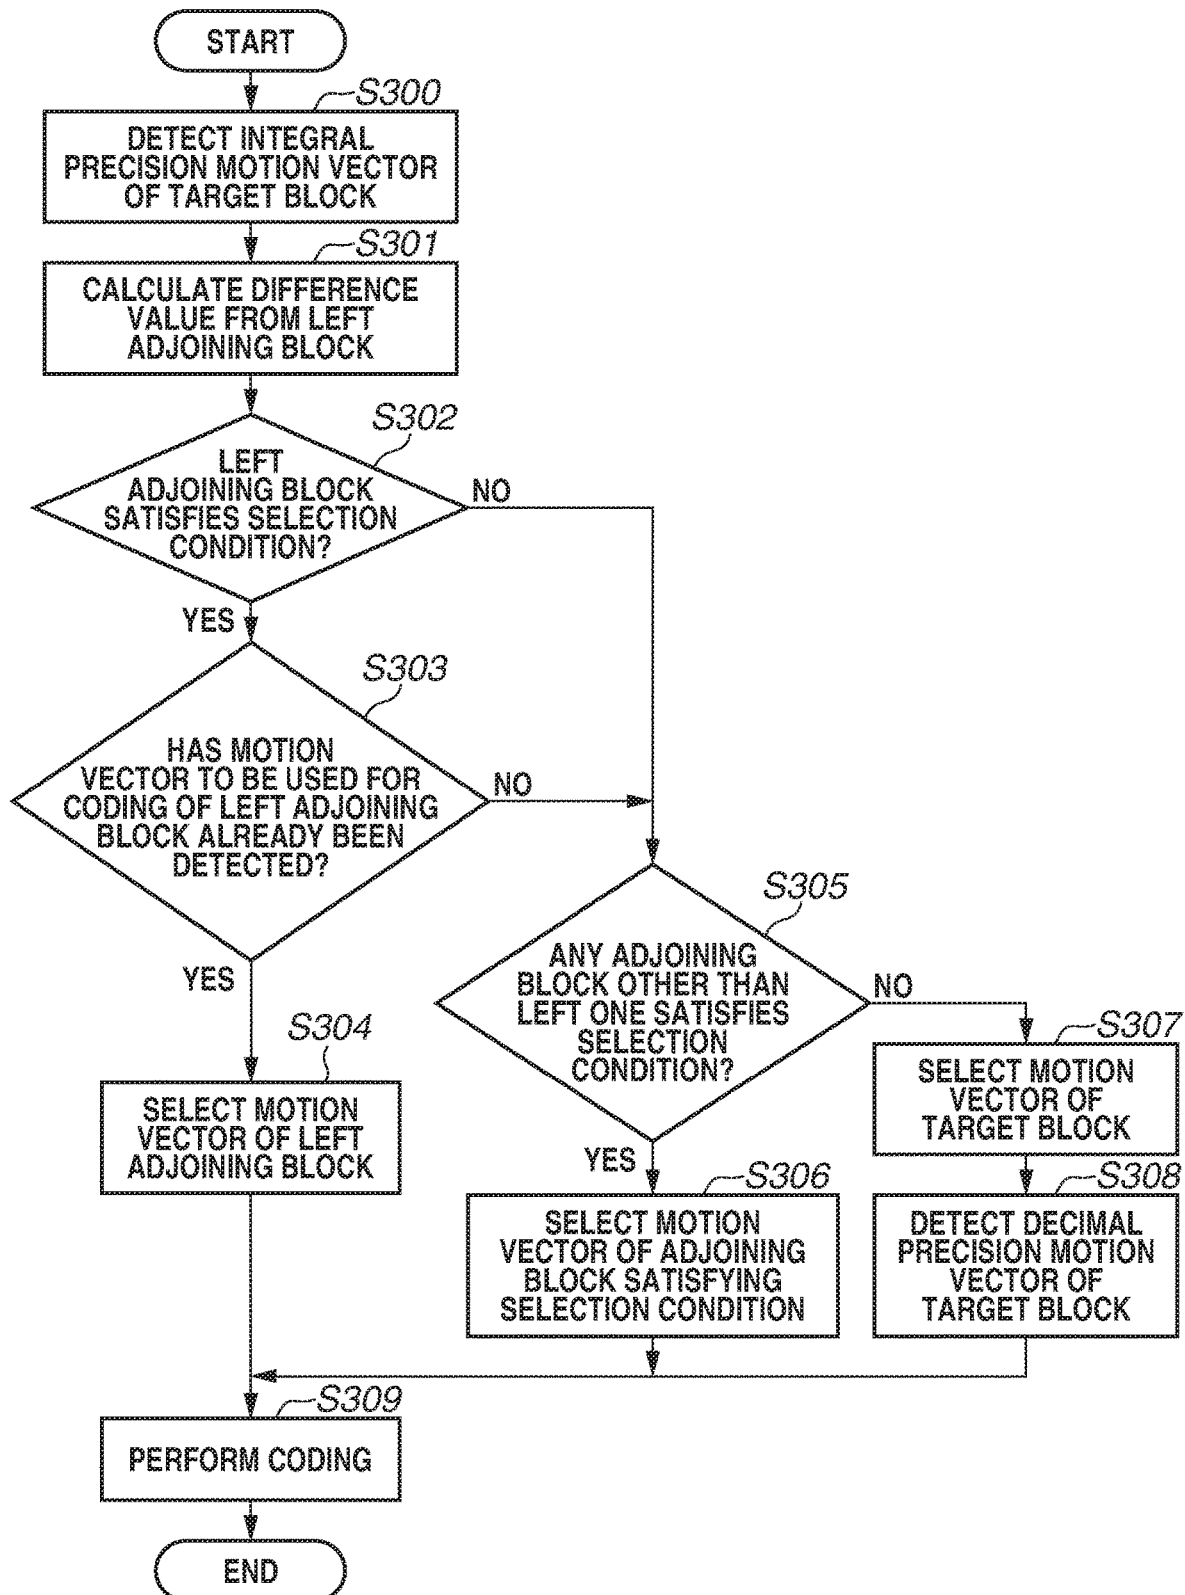 START
S300
DETECT INTEGRAL
PRECISION MOTION VECTOR
OF TARGET BLOCK
S301
CALCULATE DIFFERENCE
VALUE FROM LEFT
ADJOINING BLOCK
S302
LEFT
ADJOINING BLOCK
SATISFIES SELECTION
CONDITION?
NO
YES
S303
HAS MOTION
VECTOR TO BE USED FOR
CODING OF LEFT ADJOINING
BLOCK ALREADY BEEN
DETECTED?
NO
YES
S304
SELECT MOTION
VECTOR OF LEFT
ADJOINING BLOCK
S305
ANY ADJOINING
BLOCK OTHER THAN
LEFT ONE SATISFIES
SELECTION
CONDITION?
NO
YES
S306
SELECT MOTION
VECTOR OF ADJOINING
BLOCK SATISFYING
SELECTION CONDITION
S307
SELECT MOTION
VECTOR OF
TARGET BLOCK
S308
DETECT DECIMAL
PRECISION MOTION
VECTOR OF
TARGET BLOCK
S309
PERFORM CODING
END